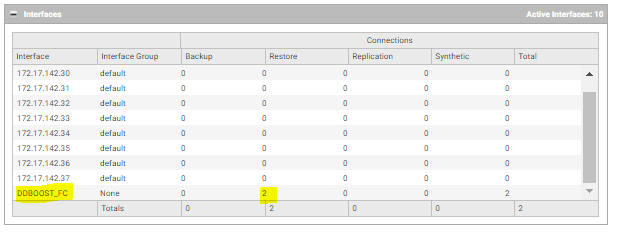 Interfaces Active Interfaces: 10
Connections
Interface Interface Group Backup Restore Replication Synthetic Total
172.17.142.30 default 0 0 0 0 0
172.17.142.31 default 0 0 0 0 0
172.17.142.32 default 0 0 0 0 0
172.17.142.33 default 0 0 0 0 0
172.17.142.34 default 0 0 0 0 0
172.17.142.35 default 0 0 0 0 0
172.17.142.36 default 0 0 0 0 0
172.17.142.37 default 0 0 0 0 0
DDBOOST_FC None 0 2 0 0 2
Totals 0 2 0 0 2